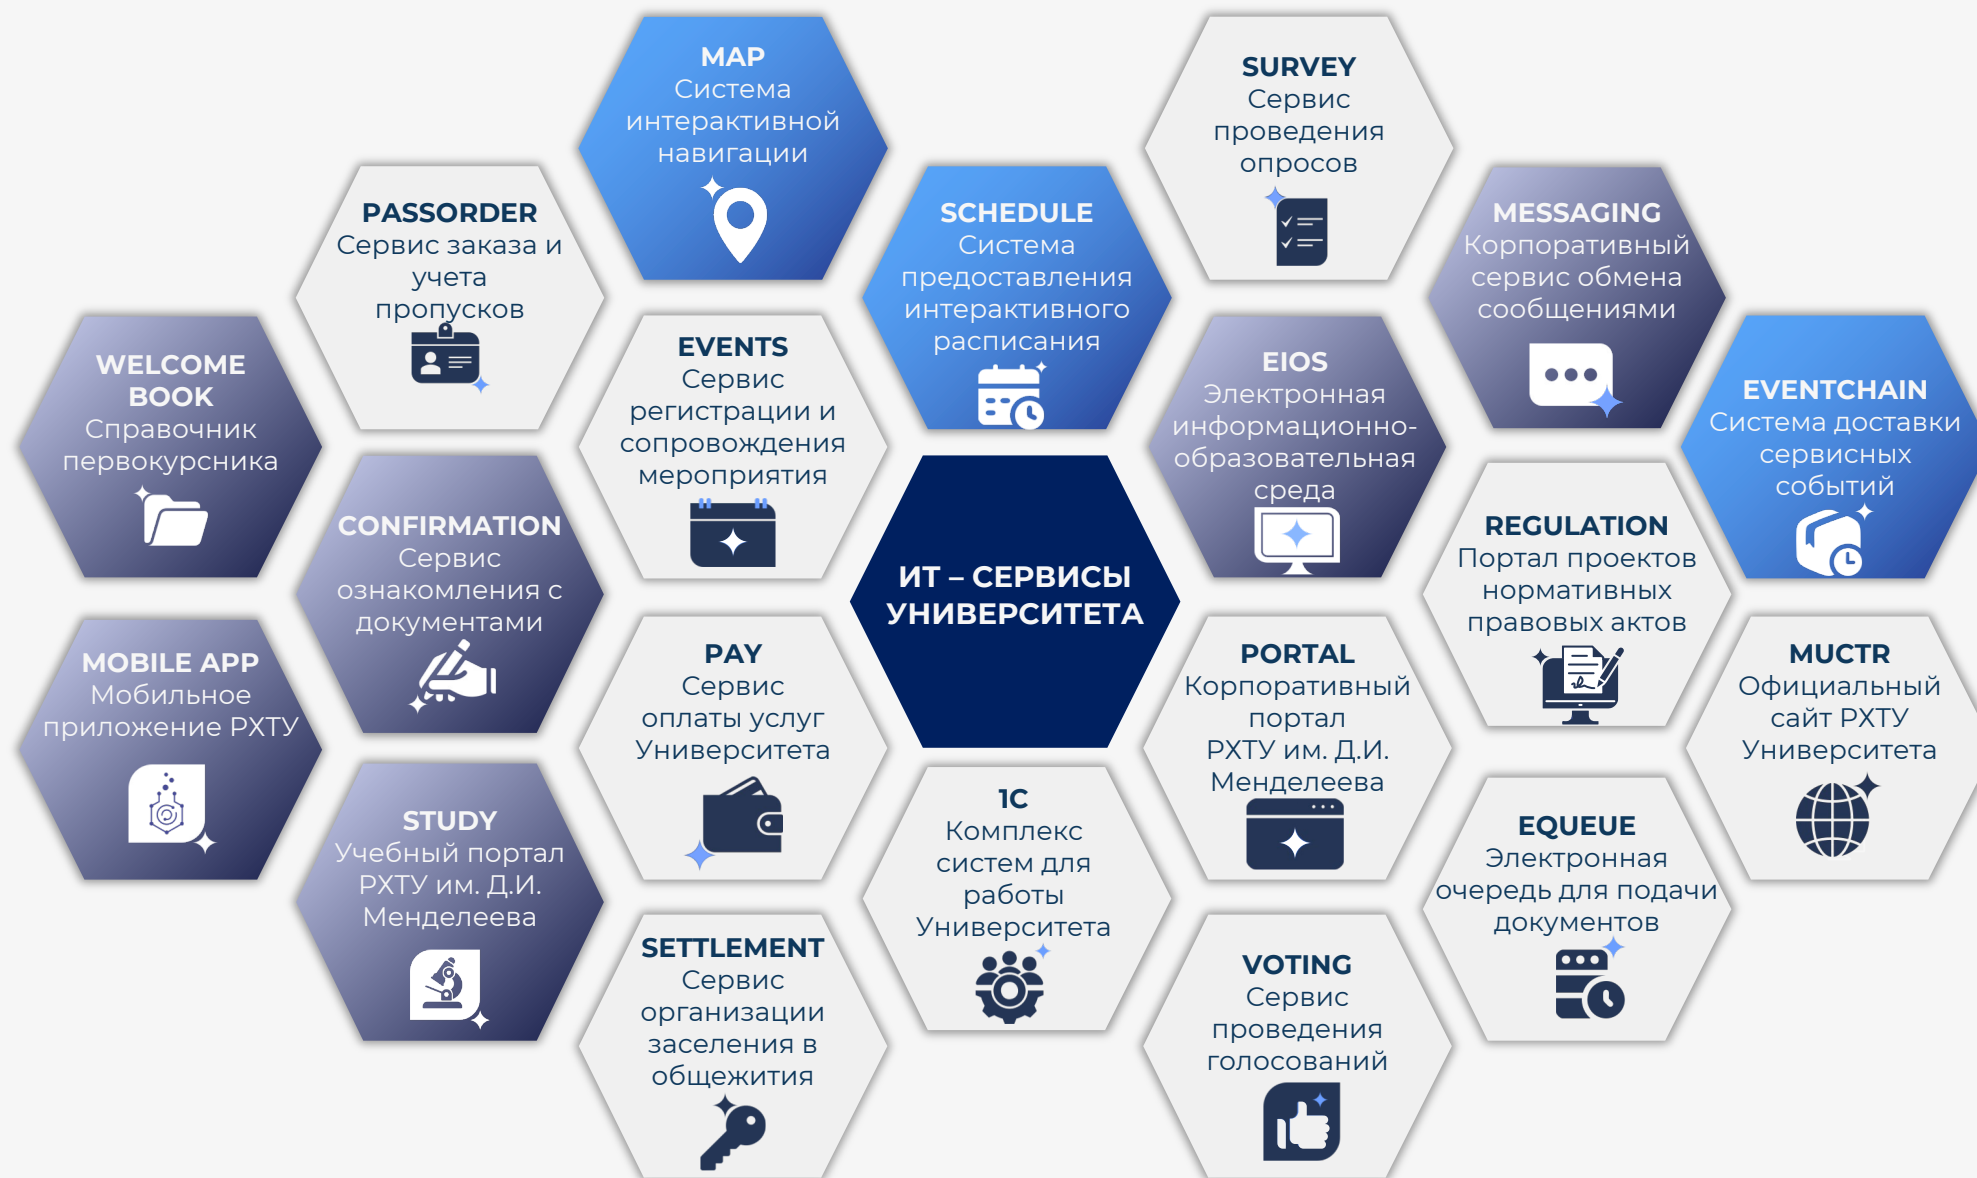 MAP
Система
интерактивной
навигации
SURVEY
Сервис
проведения
опросов
PASSORDER
Сервис заказа и
учета
пропусков
SCHEDULE
Система
предоставления
интерактивного
расписания
MESSAGING
Корпоративный
сервис обмена
сообщениями
WELCOME
BOOK
Справочник
первокурсника
EVENTS
Сервис
регистрации и
сопровождения
мероприятия
EIOS
Электронная
информационно-
образовательная
среда
EVENTCHAIN
Система доставки
сервисных
событий
CONFIRMATION
Сервис
ознакомления с
документами
ИТ – СЕРВИСЫ
УНИВЕРСИТЕТА
REGULATION
Портал проектов
нормативных
правовых актов
MOBILE APP
Мобильное
приложение РХТУ
PAY
Сервис
оплаты услуг
Университета
PORTAL
Корпоративный
портал
РХТУ им. Д.И.
Менделеева
MUCTR
Официальный
сайт РХТУ
Университета
STUDY
Учебный портал
РХТУ им. Д.И.
Менделеева
1C
Комплекс
систем для
работы
Университета
EQUEUE
Электронная
очередь для подачи
документов
SETTLEMENT
Сервис
организации
заселения в
общежития
VOTING
Сервис
проведения
голосований